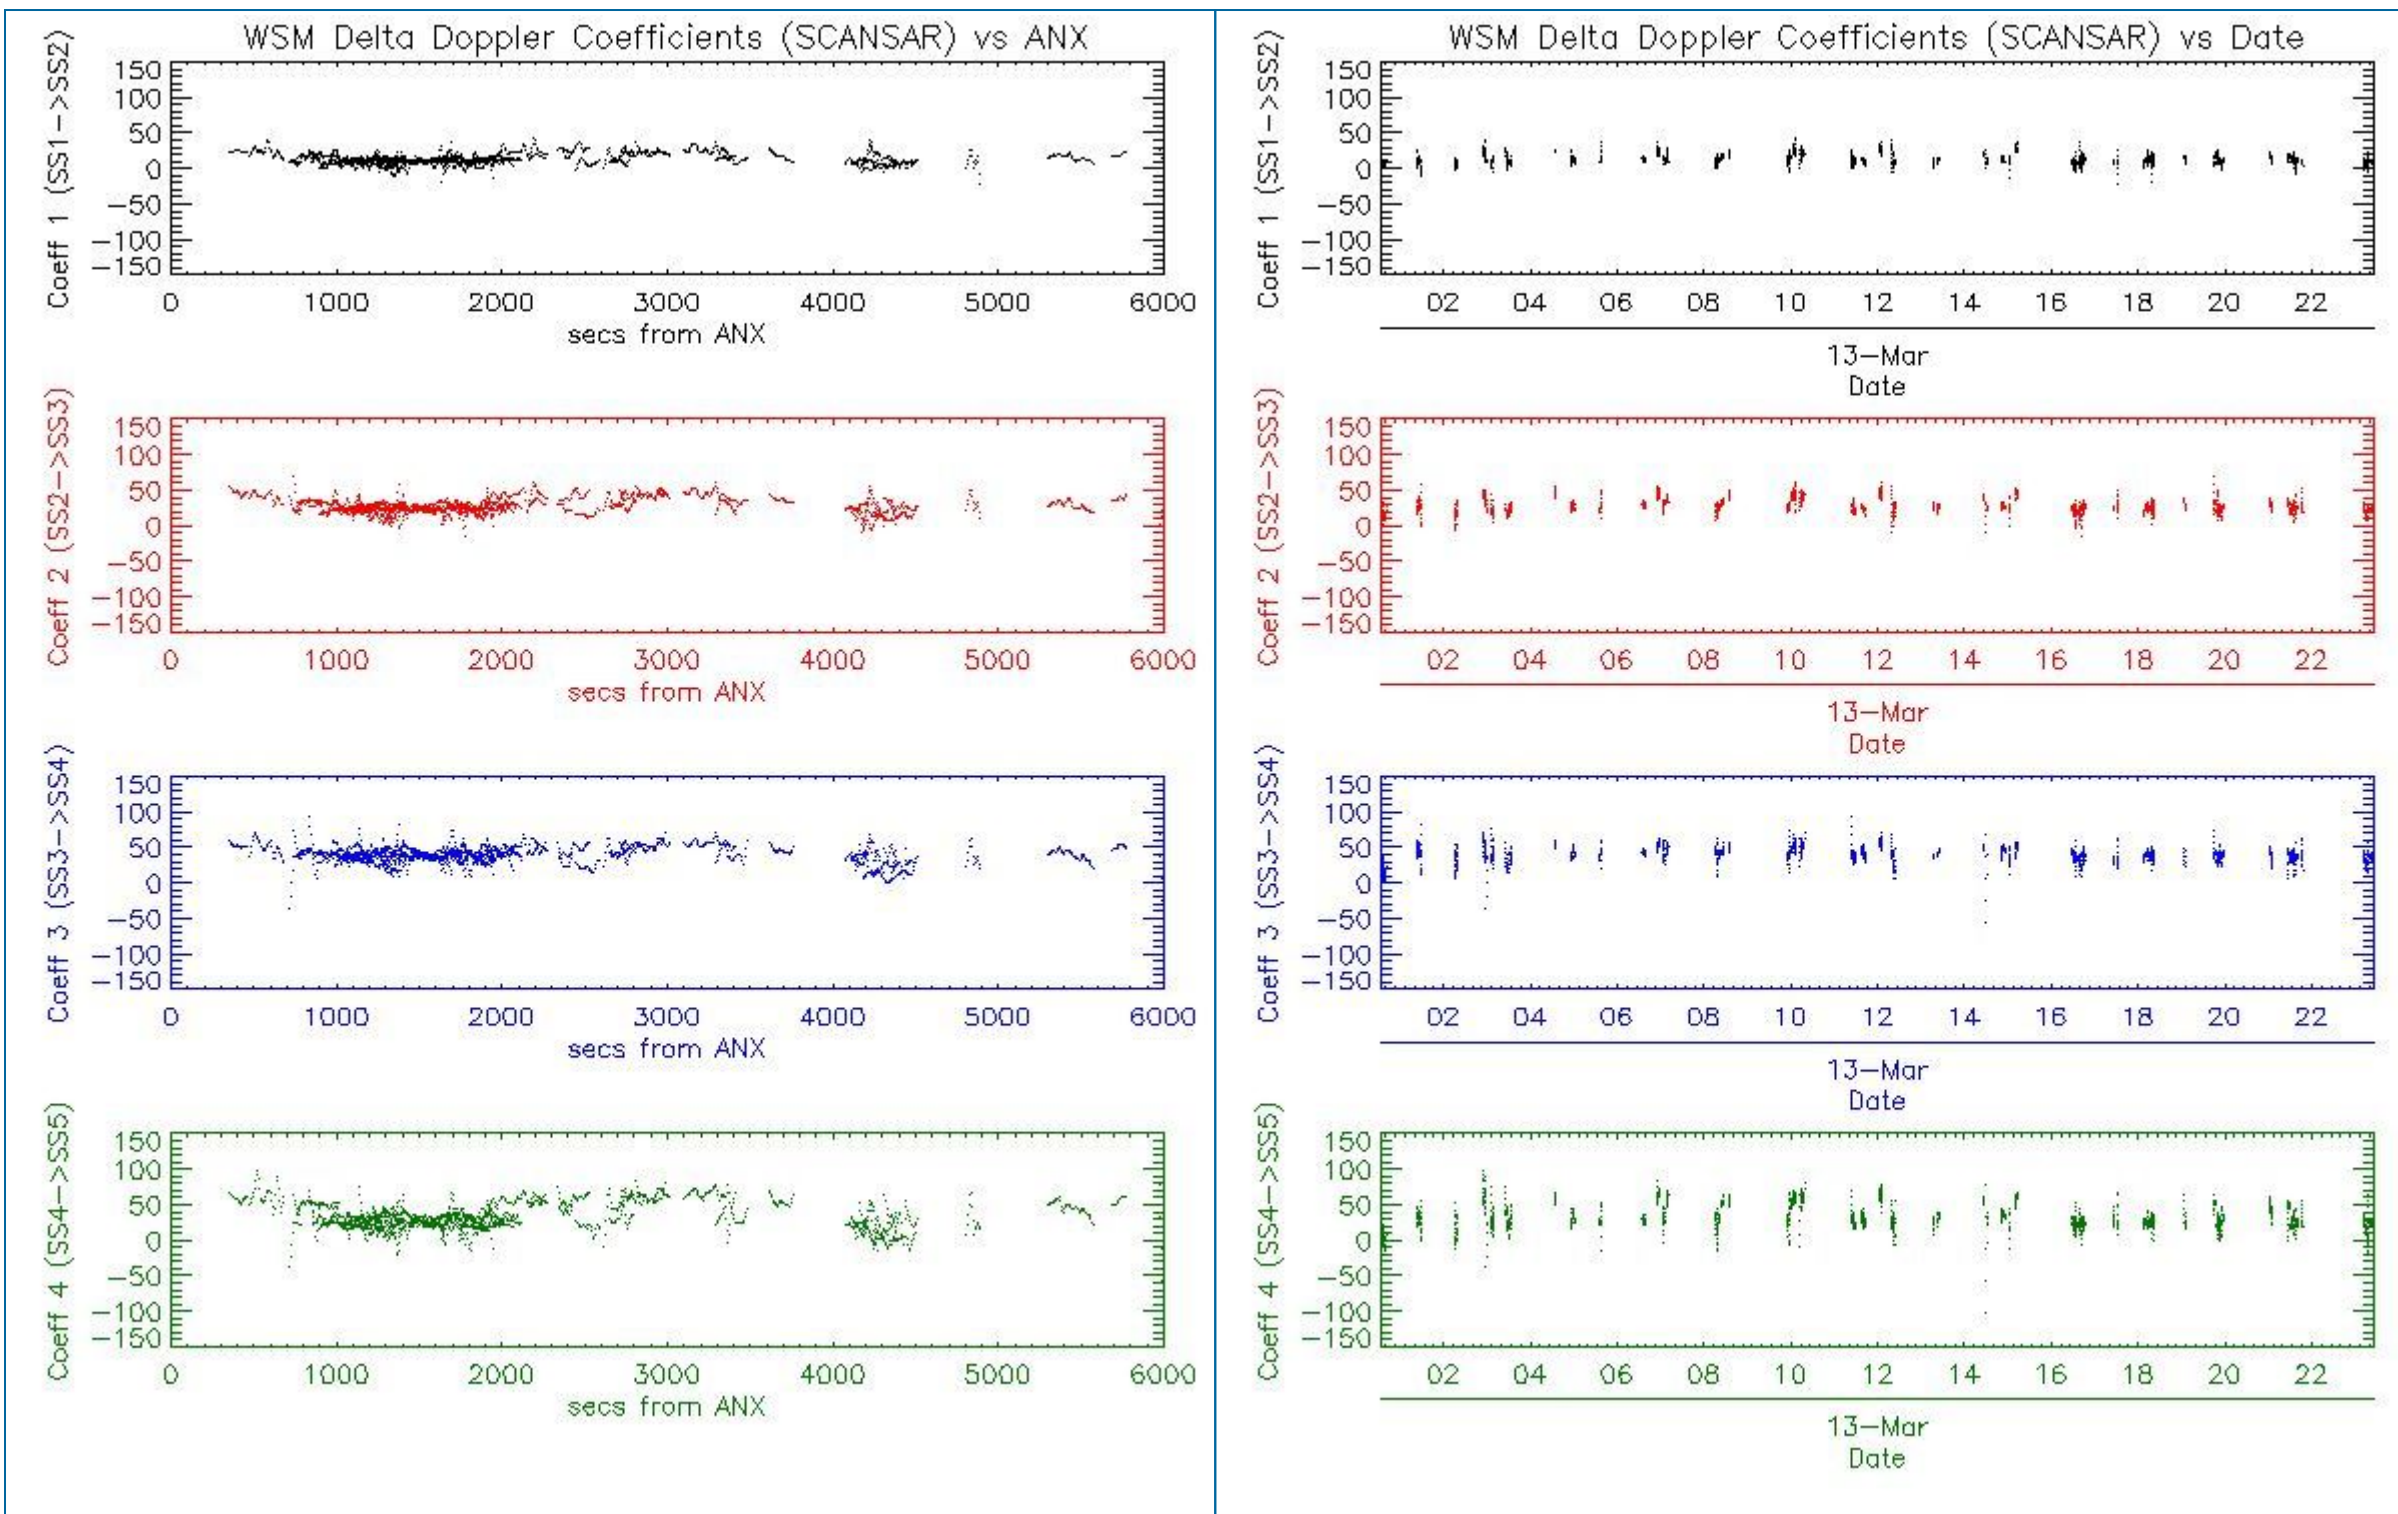 WSM Delta Doppler Coefficients (SCANSAR) vs ANX
Coeff 1 (SS1->SS2)
150
100
50
0
-50
-100
-150
0 1000 2000 3000 4000 5000 6000
secs from ANX
Coeff 2 (SS2->SS3)
150
100
50
0
-50
-100
-150
0 1000 2000 3000 4000 5000 6000
secs from ANX
Coeff 3 (SS3->SS4)
150
100
50
0
-50
-100
-150
0 1000 2000 3000 4000 5000 6000
secs from ANX
Coeff 4 (SS4->SS5)
150
100
50
0
-50
-100
-150
0 1000 2000 3000 4000 5000 6000
secs from ANX
WSM Delta Doppler Coefficients (SCANSAR) vs Date
Coeff 1 (SS1->SS2)
150
100
50
0
-50
-100
-150
02 04 06 08 10 12 14 16 18 20 22
13-Mar
Date
Coeff 2 (SS2->SS3)
150
100
50
0
-50
-100
-150
02 04 06 08 10 12 14 16 18 20 22
13-Mar
Date
Coeff 3 (SS3->SS4)
150
100
50
0
-50
-100
-150
02 04 06 08 10 12 14 16 18 20 22
13-Mar
Date
Coeff 4 (SS4->SS5)
150
100
50
0
-50
-100
-150
02 04 06 08 10 12 14 16 18 20 22
13-Mar
Date